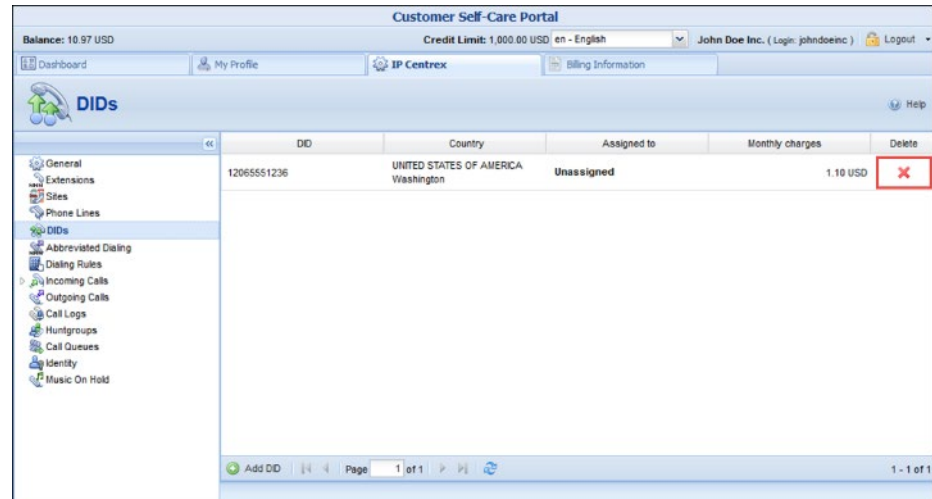 Customer Self-Care Portal
Balance: 10.97 USD Credit Limit: 1,000.00 USD en - English John Doe Inc. ( Login: johndoeinc ) Logout
Dashboard My Profile IP Centrex Billing Information
DIDs Help
DID Country Assigned to Monthly charges Delete
12065551236 UNITED STATES OF AMERICA
Washington Unassigned 1.10 USD
General
Extensions
Sites
Phone Lines
DIDs
Abbreviated Dialing
Dialing Rules
Incoming Calls
Outgoing Calls
Call Logs
Huntgroups
Call Queues
Identity
Music On Hold
Add DID Page 1 of 1 1 - 1 of 1